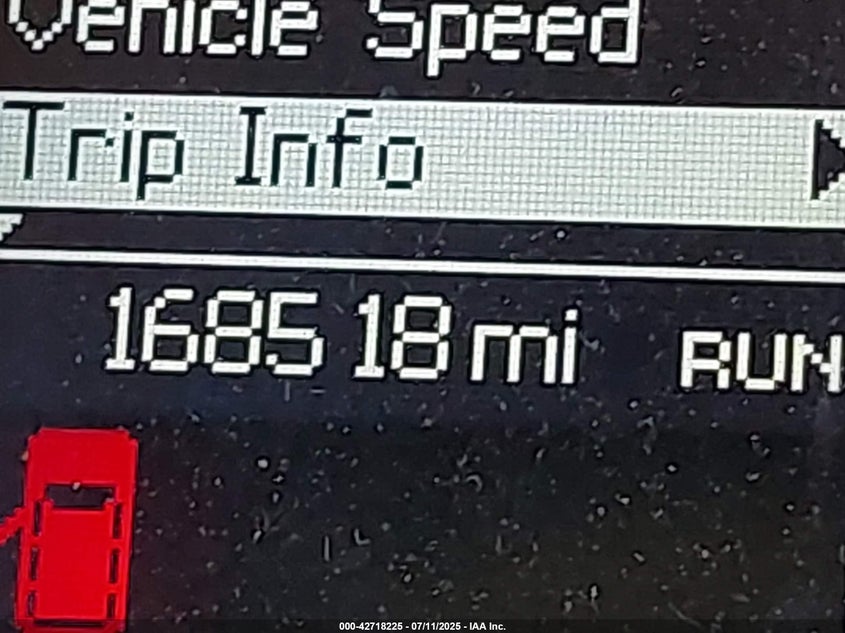 Vehicle Speed
Trip Info
168518 mi RUN
000-42718225 - 07/11/2025 - IAA Inc.